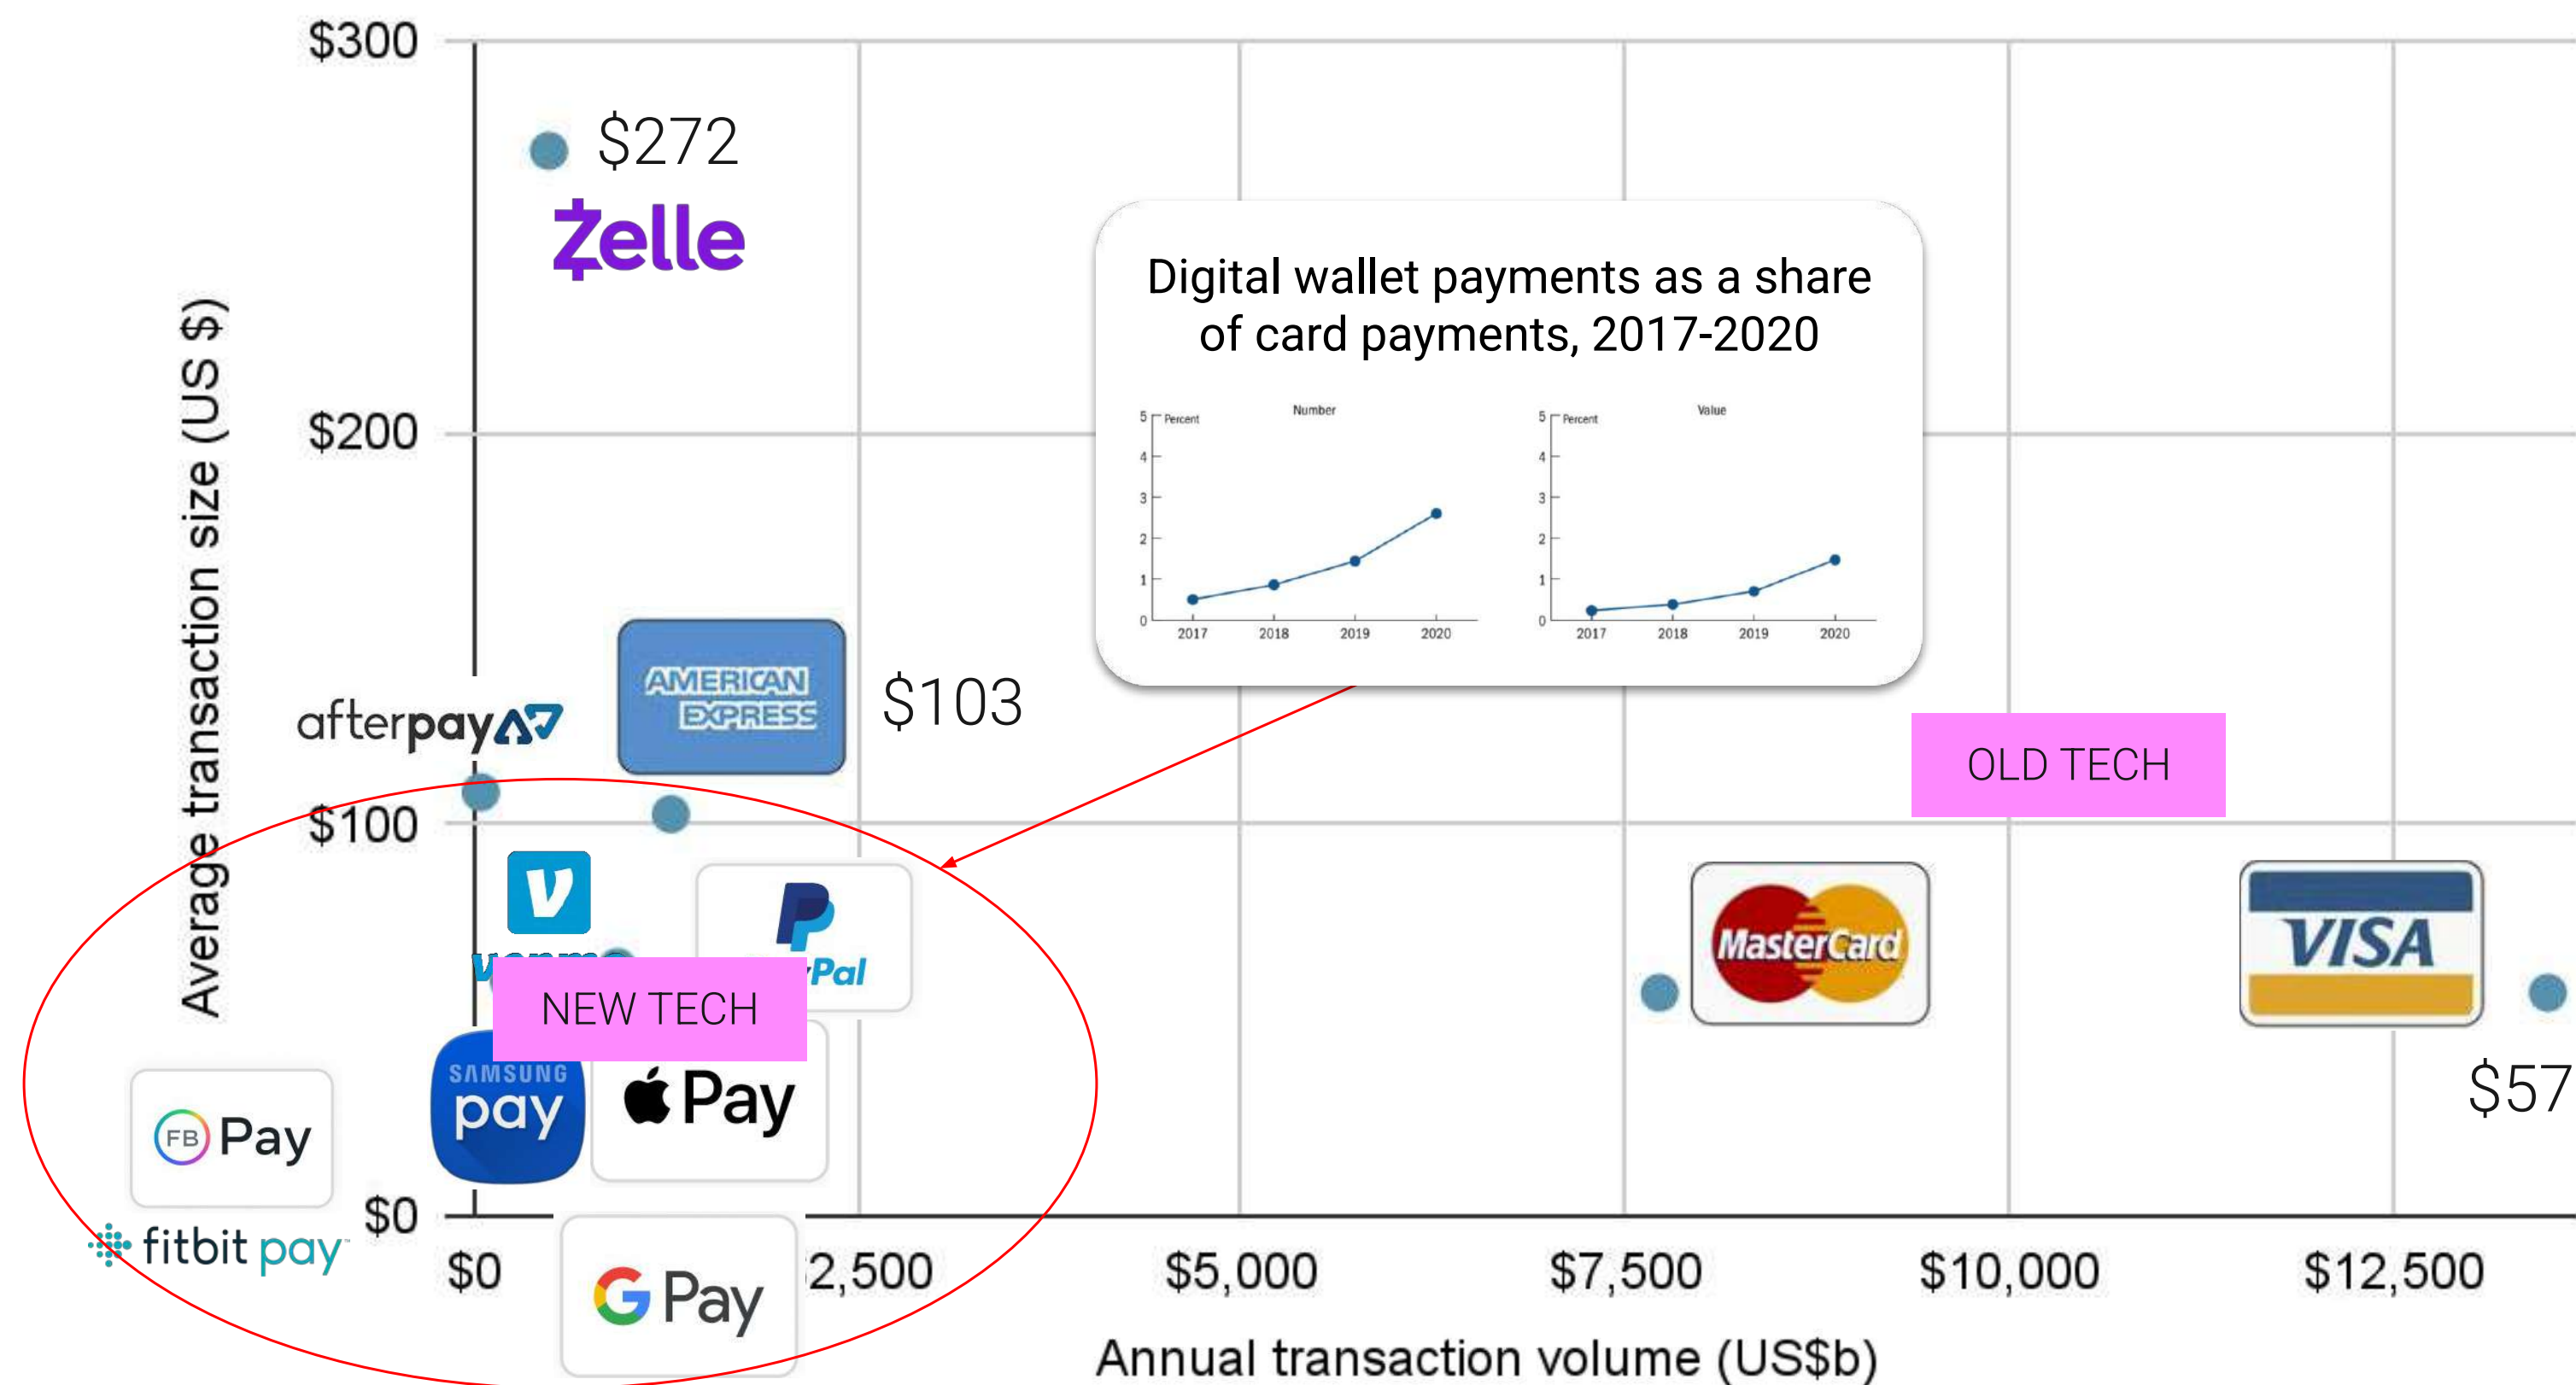 $300
$272
Zelle
Digital wallet payments as a share
of card payments, 2017-2020
5 Percent Number
4
3
2
1
0
2017 2018 2019 2020
5 Percent Value
4
3
2
1
0
2017 2018 2019 2020
$200
Average transaction size (US $)
AMERICAN
EXPRESS
$103
afterpay
OLD TECH
$100
V
Pal
MasterCard
VISA
NEW TECH
SAMSUNG
pay
Pay
$57
FB Pay
$0
fitbit pay
$0
G Pay
2,500
$5,000
$7,500
$10,000
$12,500
Annual transaction volume (US$b)